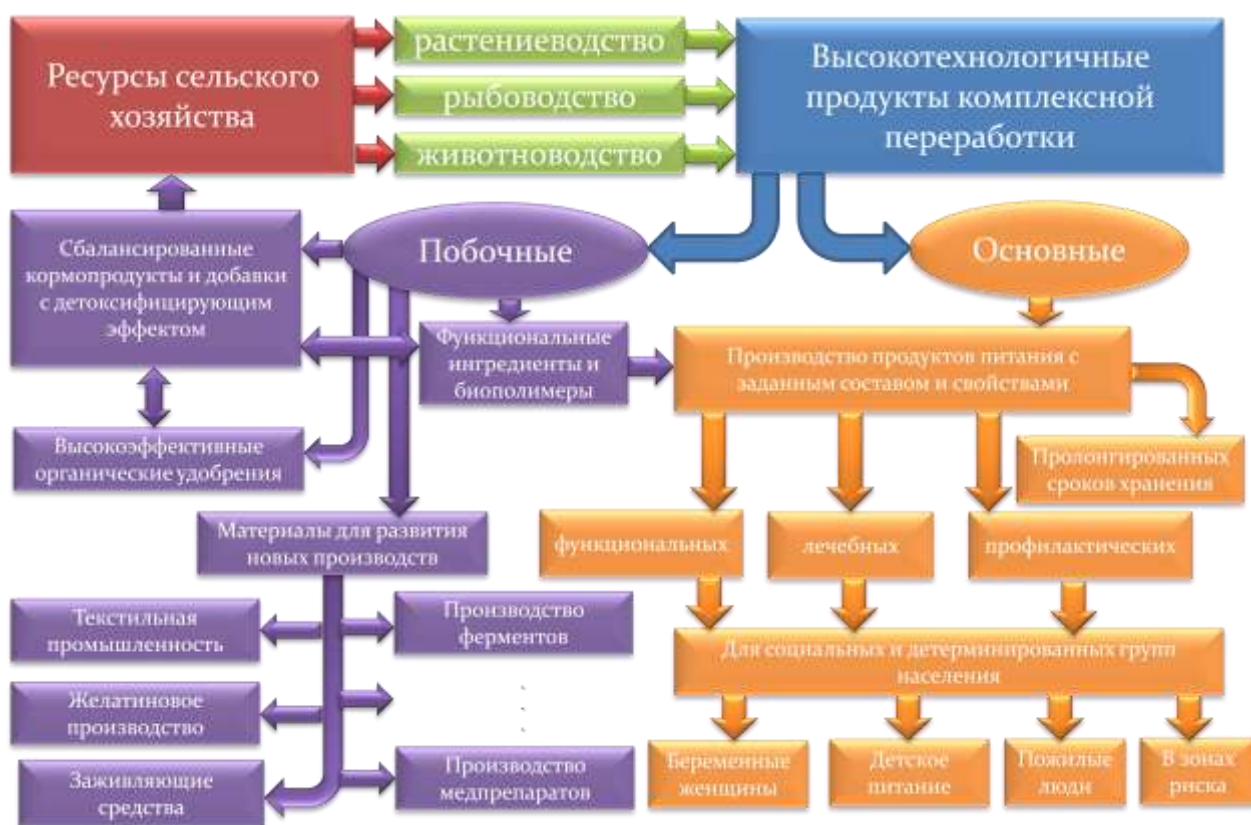 Ресурсы сельского
хозяйства
растениеводство
рыбоводство
животноводство
Высокотехнологичные
продукты комплексной
переработки
Побочные
Основные
Сбалансированные
кормопродукты и добавки
с детоксифицирующим
эффектом
Функциональные
ингредиенты и
биополимеры
Производство продуктов питания с
заданным составом и свойствами
Высокоэффективные
органические удобрения
Пролонгированных
сроков хранения
Материалы для развития
новых производств
функциональных
лечебных
профилактических
Текстильная
промышленность
Производство
ферментов
Для социальных и детерминированных групп
населения
Желатиновое
производство
Заживляющие
средства
Производство
медпрепаратов
Беременные
женщины
Детское
питание
Пожилые
люди
В зонах
риска